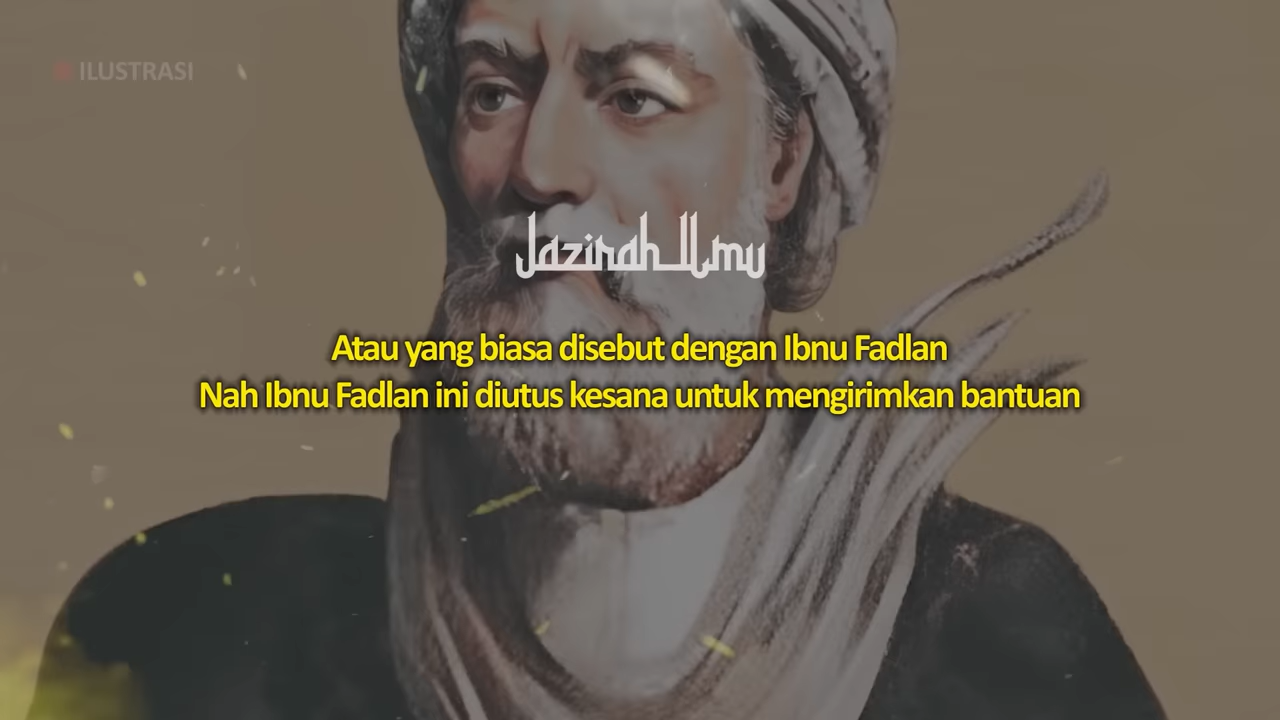 ILUSTRASI
Jazirah Ilmu
Atau yang biasa disebut dengan Ibnu Fadlan
Nah Ibnu Fadlan ini diutus kesana untuk mengirimkan bantuan